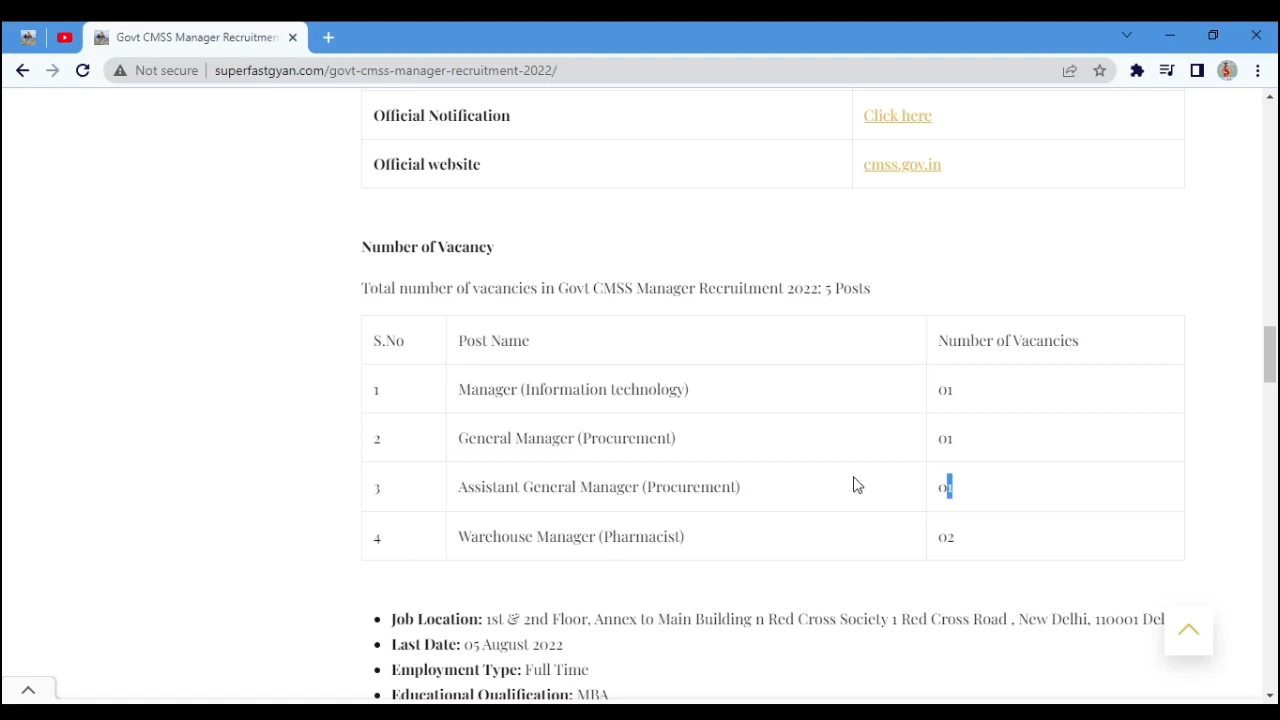 Govt CMSS Manager Recruitmen
Not secure superfastgyan.com/govt-cmss-manager-recruitment-2022/
Official Notification Click here
Official website cmss.gov.in
Number of Vacancy
Total number of vacancies in Govt CMSS Manager Recruitment 2022: 5 Posts
S.No Post Name Number of Vacancies
1 Manager (Information technology) 01
2 General Manager (Procurement) 01
3 Assistant General Manager (Procurement) 01
4 Warehouse Manager (Pharmacist) 02
• Job Location: 1st & 2nd Floor, Annex to Main Building n Red Cross Society 1 Red Cross Road , New Delhi, 110001 Del
• Last Date: 05 August 2022
• Employment Type: Full Time
• Educational Qualification: MBA